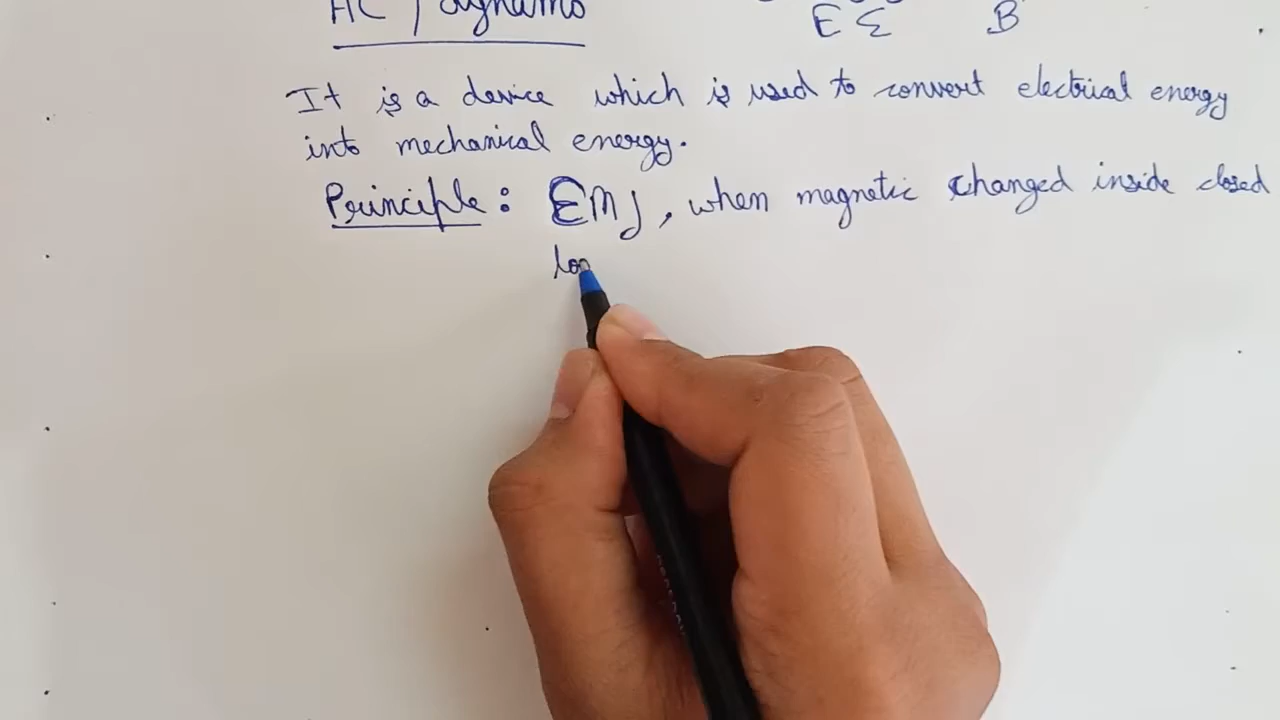 AC / dynamo
E Σ B
It is a device which is used to convert electrical energy
into mechanical energy.
Principle : EMJ, when magnetic changed inside closed
loo